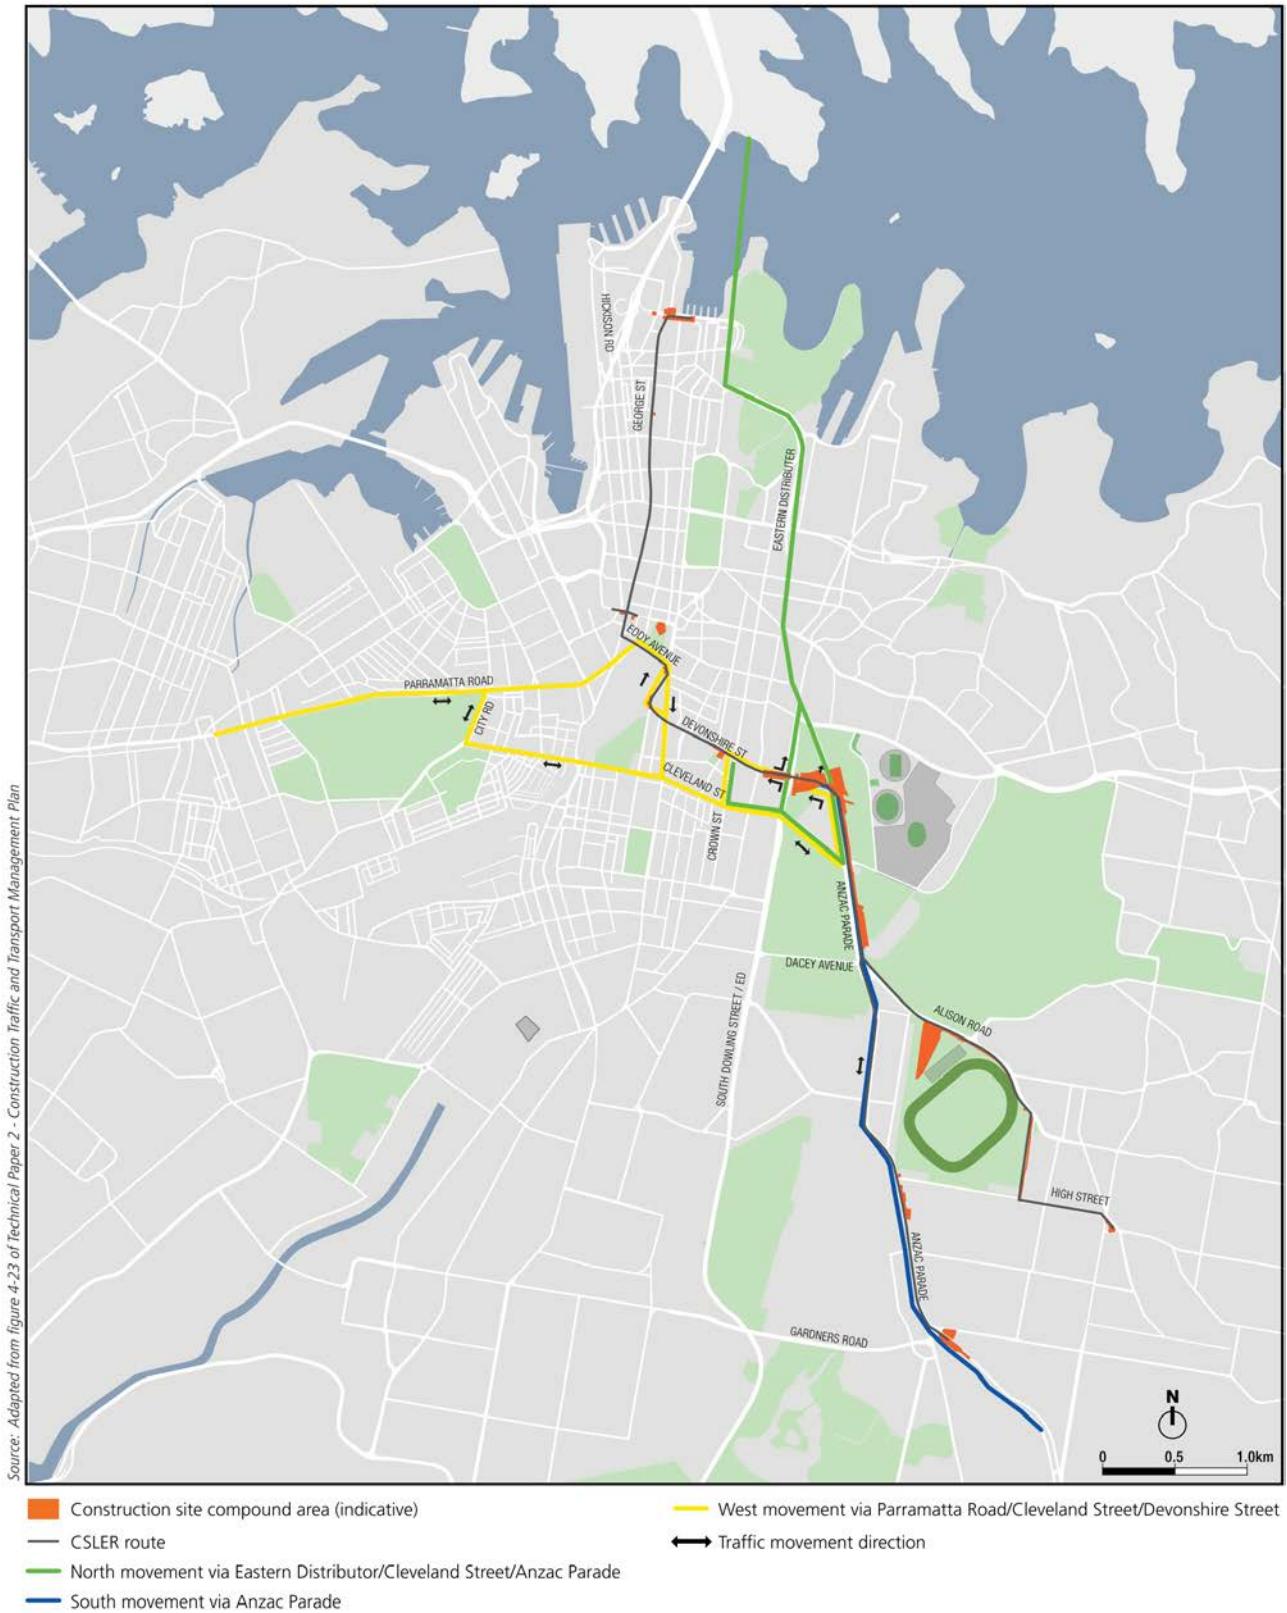 HICKSON RD
GEORGE ST
EASTERN DISTRIBUTER
EDDY AVENUE
PARRAMATTA ROAD
CITY RD
DEVONSHIRE ST
CLEVELAND ST
CROWN ST
ANZAC PARADE
DACEY AVENUE
SOUTH DOWLING STREET / ED
ALISON ROAD
HIGH STREET
ANZAC PARADE
GARDNERS ROAD
N
0 0.5 1.0km
Source: Adapted from figure 4-23 of Technical Paper 2 - Construction Traffic and Transport Management Plan
Construction site compound area (indicative)
CSLER route
North movement via Eastern Distributor/Cleveland Street/Anzac Parade
South movement via Anzac Parade
West movement via Parramatta Road/Cleveland Street/Devonshire Street
Traffic movement direction